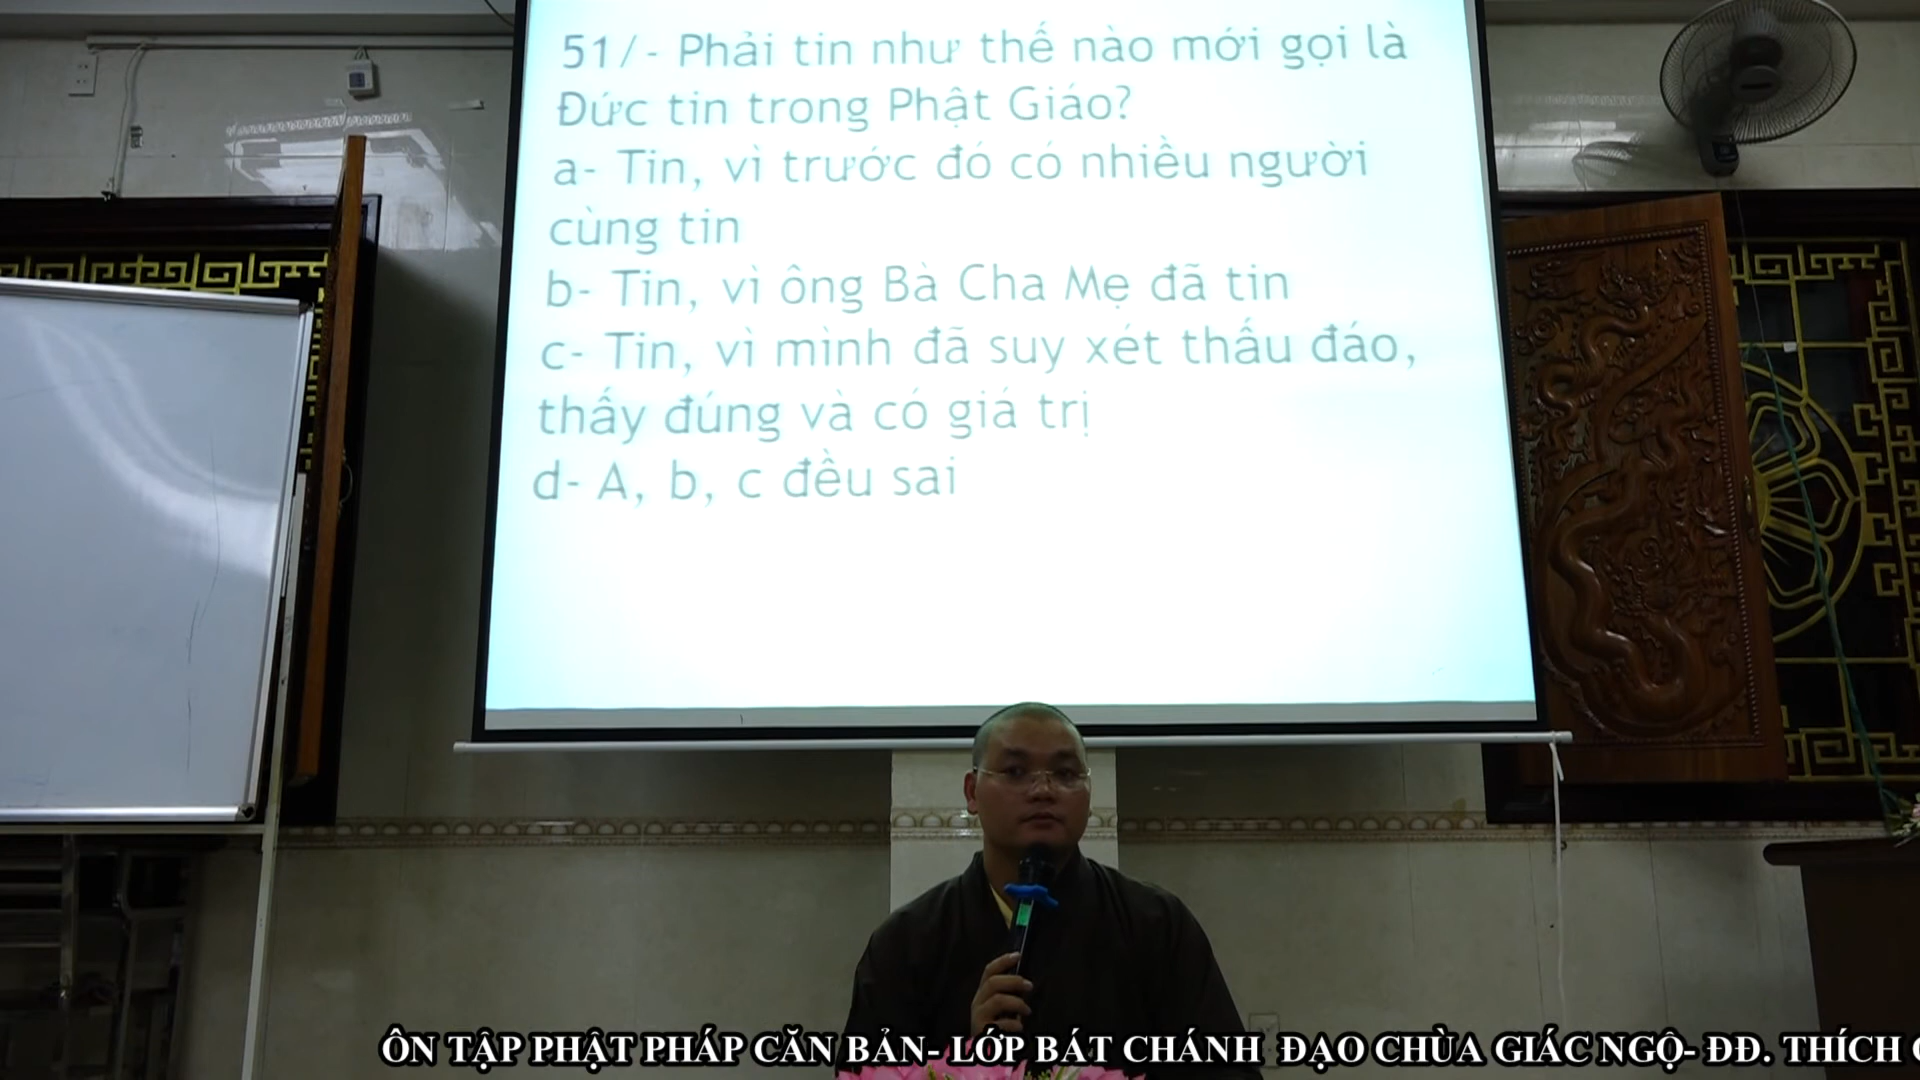 51/- Phải tin như thế nào mới gọi là
Đức tin trong Phật Giáo?
a- Tin, vì trước đó có nhiều người
cùng tin
b- Tin, vì ông Bà Cha Mẹ đã tin
c- Tin, vì mình đã suy xét thấu đáo,
thấy đúng và có giá trị
d- A, b, c đều sai
ÔN TẬP PHẬT PHÁP CĂN BẢN- LỚP BÁT CHÁNH ĐẠO CHÙA GIÁC NGỘ- ĐĐ. THÍCH